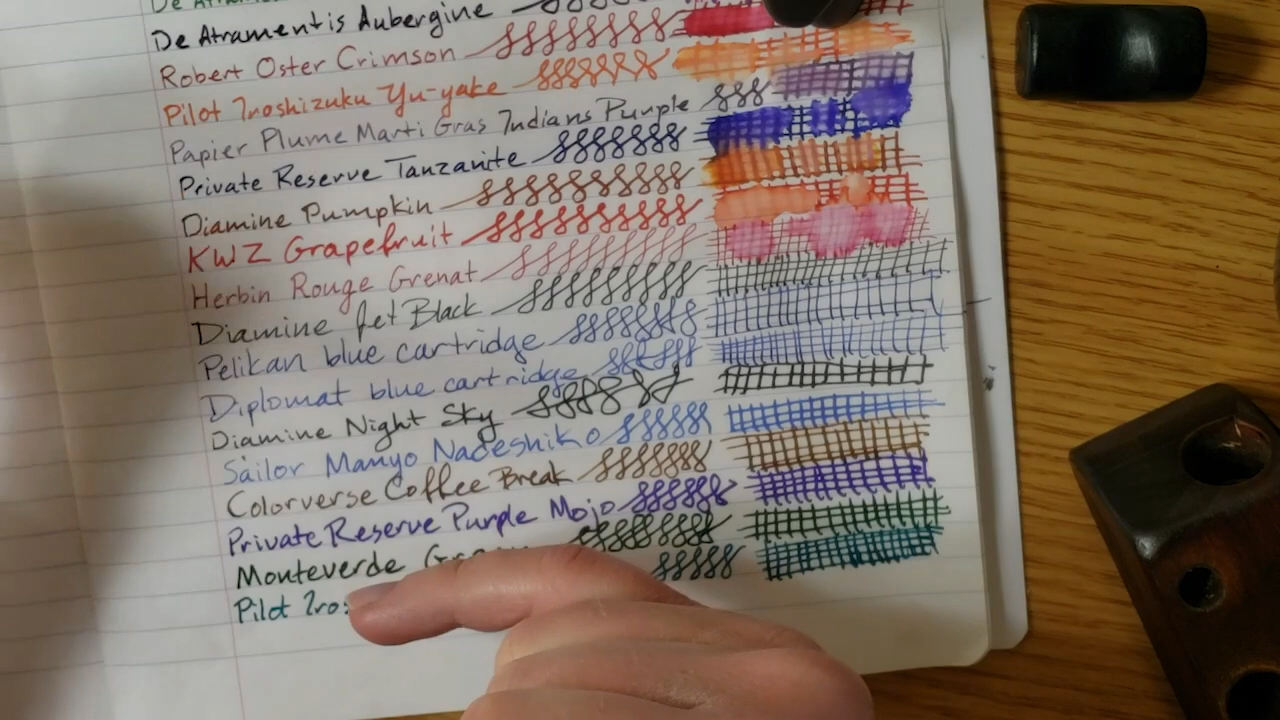 De Atramentis Aubergine
Robert Oster Crimson
Pilot Iroshizuku Yu-yake
Papier Plume Marti Gras Indians Purple
Private Reserve Tanzanite
Diamine Pumpkin
KWZ Grapefruit
Herbin Rouge Grenat
Diamine Jet Black
Pelikan blue cartridge
Diplomat blue cartridge
Diamine Night Sky
Sailor Manyo Nadeshiko
Colorverse Coffee Break
Private Reserve Purple Mojo
Monteverde
Pilot